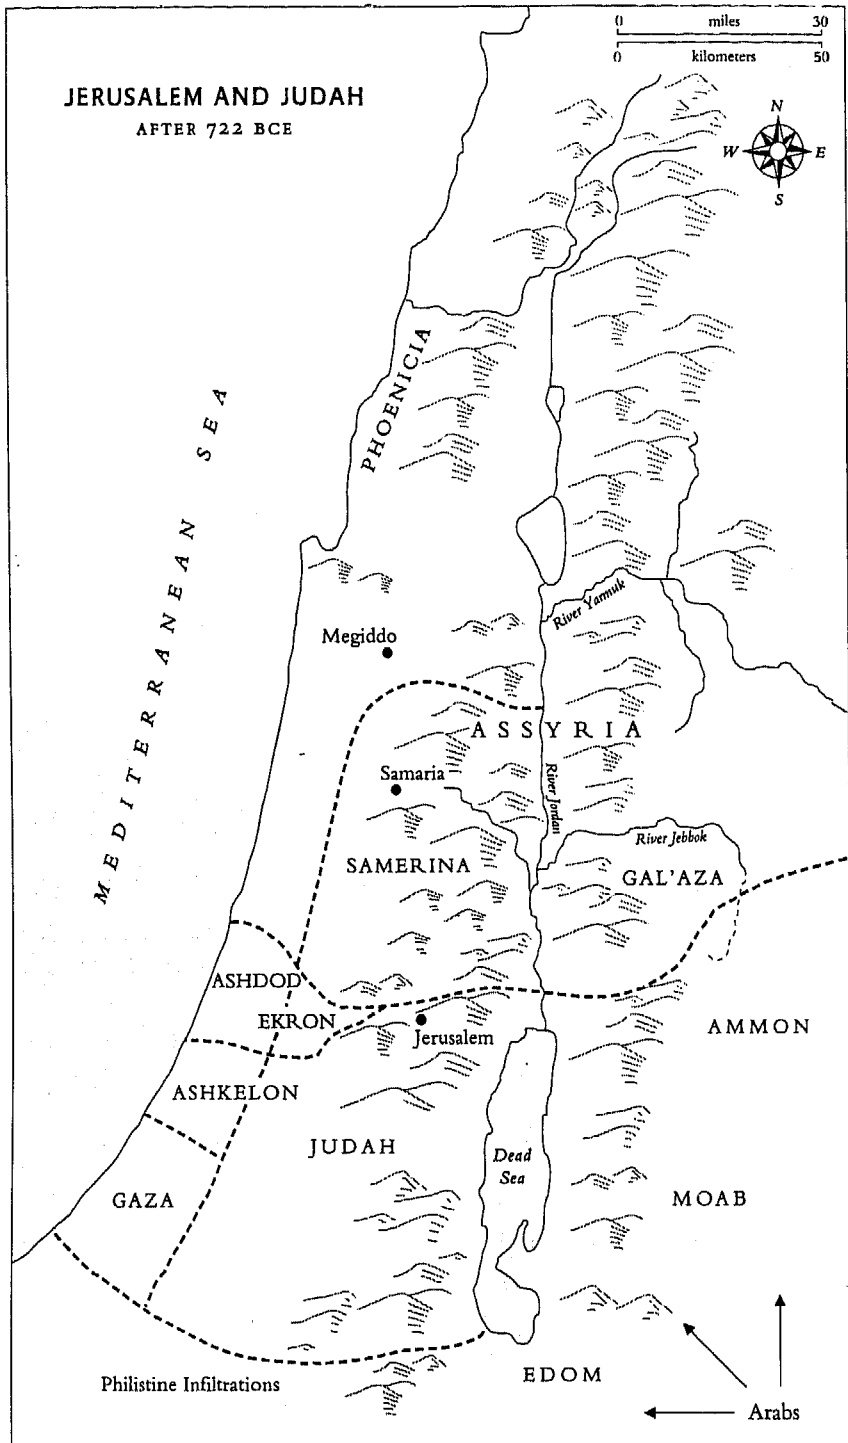 0 miles 30
0 kilometers 50
JERUSALEM AND JUDAH
AFTER 722 BCE
N
W E
S
PHOENICIA
MEDITERRANEAN SEA
River Yarmuk
Megiddo
ASSYRIA
Samaria
River Jordan
River Jebbok
SAMERINA
GAL'AZA
ASHDOD
EKRON
Jerusalem
AMMON
ASHKELON
JUDAH
Dead
Sea
GAZA
MOAB
EDOM
Philistine Infiltrations
Arabs